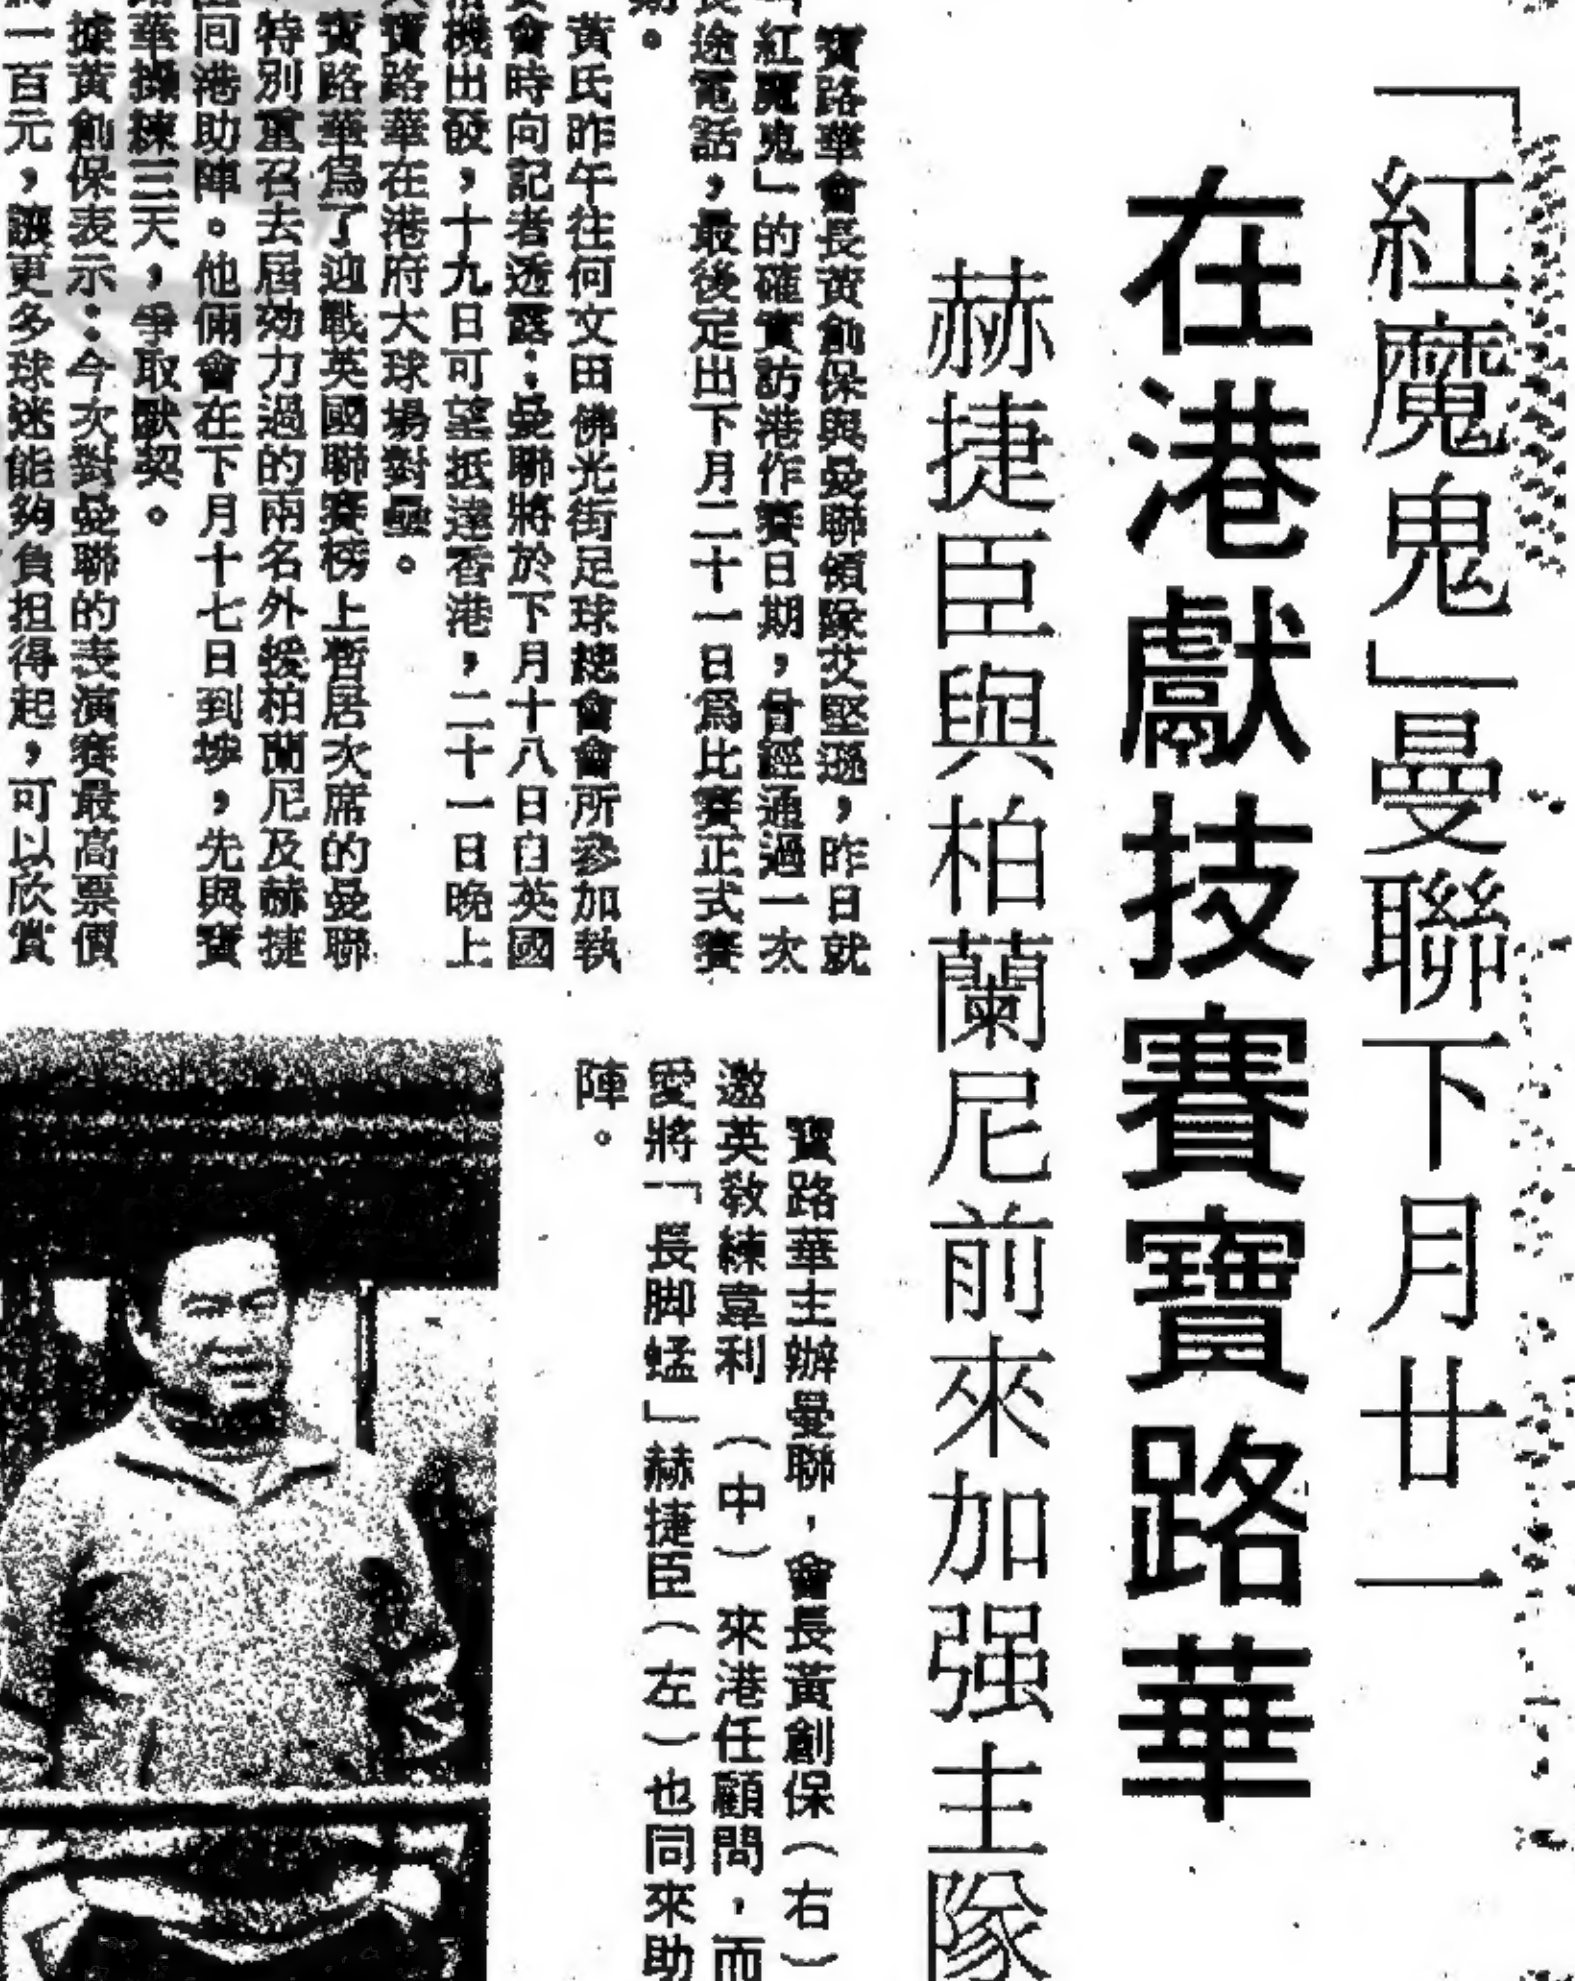 「紅魔鬼」曼聯下月廿一
在港獻技賽寶路華
赫捷臣與柏蘭尼前來加强主隊
寶路華會長黃創保與曼聯領隊艾堅遜，昨日就
紅魔鬼」的確實訪港作賽日期，曾經通過一次
長途電話，最後定出下月二十一日爲比賽正式賽
期。
黃氏昨午往何文田佛光街足球總會會所參加執
會時向記者透露：曼聯將於下月十八日自英國
機出發，十九日可望抵達香港，二十一日晚上
寶路華在港府大球場對壘。
寶路華爲了迎戰英國聯賽榜上暫居次席的曼聯
特別重召去屆効力過的兩名外援柏蘭尼及赫捷
回港助陣。他倆會在下月十七日到埗，先與寶
路華操練三天，爭取默契。
據黃創保表示：今次對曼聯的表演賽最高票價
一百元，讓更多球迷能夠負担得起，可以欣賞
寶路華主辦曼聯，會長黃創保（右）
邀英敎練韋利（中）來港任顧問，而
愛將「長脚蜢」赫捷臣（左）也同來助
陣。